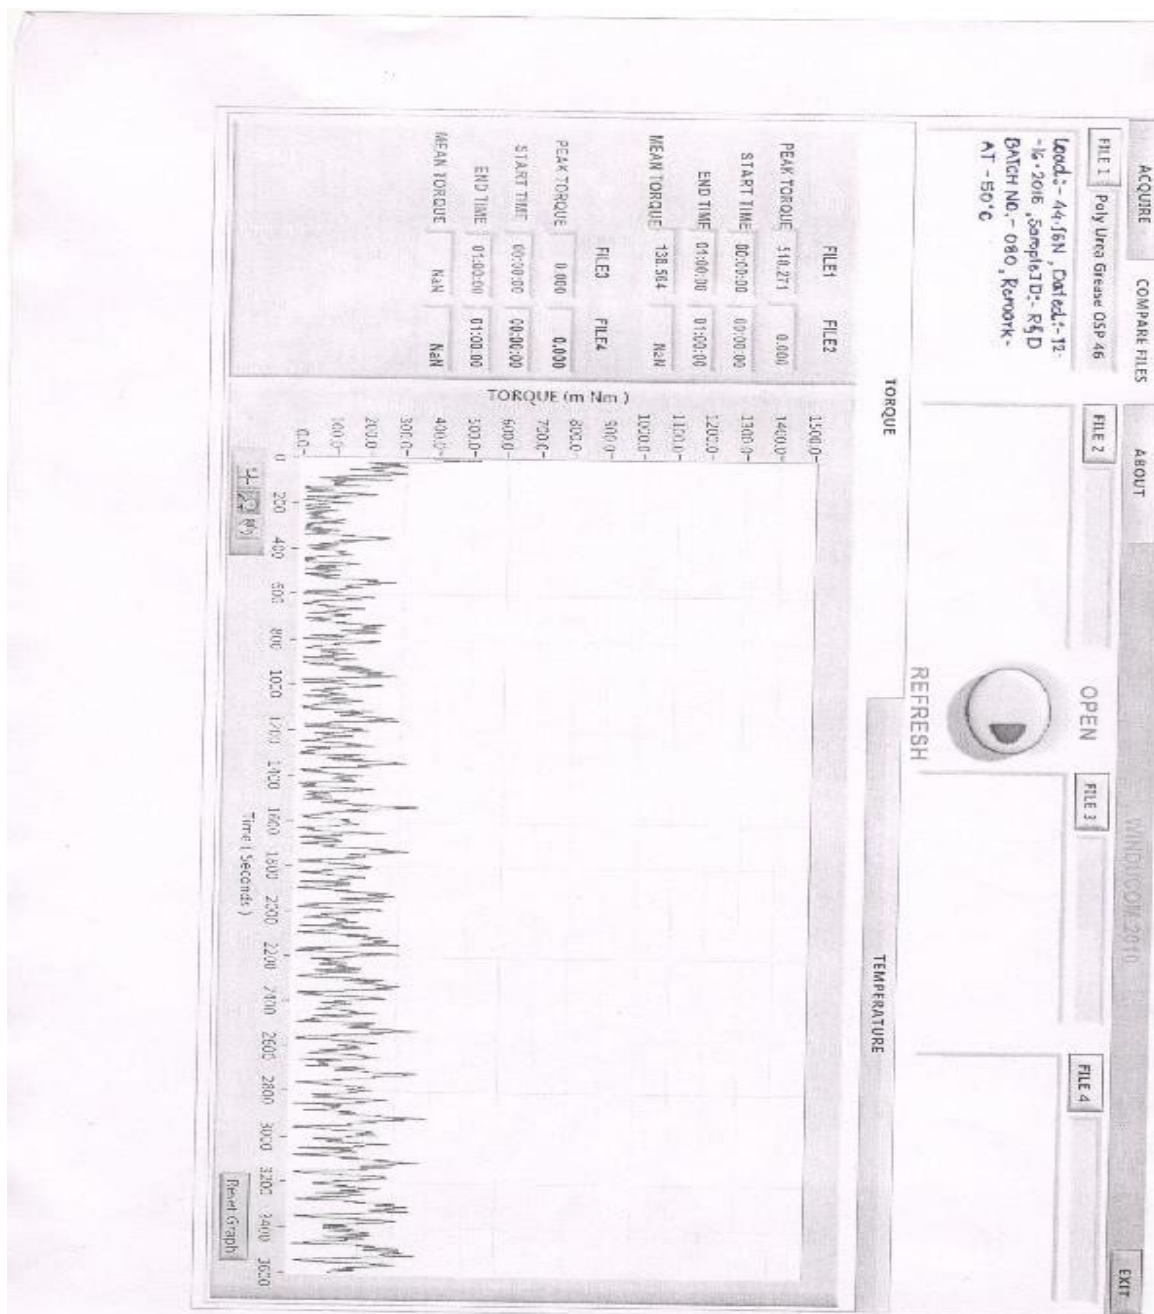 ACQUIRE
COMPARE FILES
ABOUT
WINDUCOM 2010
EXIT
FILE 1
Poly Urea Grease OSP 46
Load:- 44.16N, Dated:- 12
-16-2016, Sample ID:- R&D
BATCH NO.- 080, Remark-
AT -50°C
FILE 2
OPEN
REFRESH
FILE 3
FILE 4
TORQUE
TEMPERATURE
FILE1 FILE2
PEAK TORQUE 518.271 0.000
START TIME 00:00:00 00:00:00
END TIME 01:00:00 01:00:00
MEAN TORQUE 138.564 NaN
FILE3 FILE4
PEAK TORQUE 0.000 0.000
START TIME 00:00:00 00:00:00
END TIME 01:00:00 01:00:00
MEAN TORQUE NaN NaN
TORQUE (m Nm )
1500.0
1400.0
1300.0
1200.0
1100.0
1000.0
900.0
800.0
700.0
600.0
500.0
400.0
300.0
200.0
100.0
0.0
0 200 400 600 800 1000 1200 1400 1600 1800 2000 2200 2400 2600 2800 3000 3200 3400 3600
Time ( Seconds )
Reset Graph